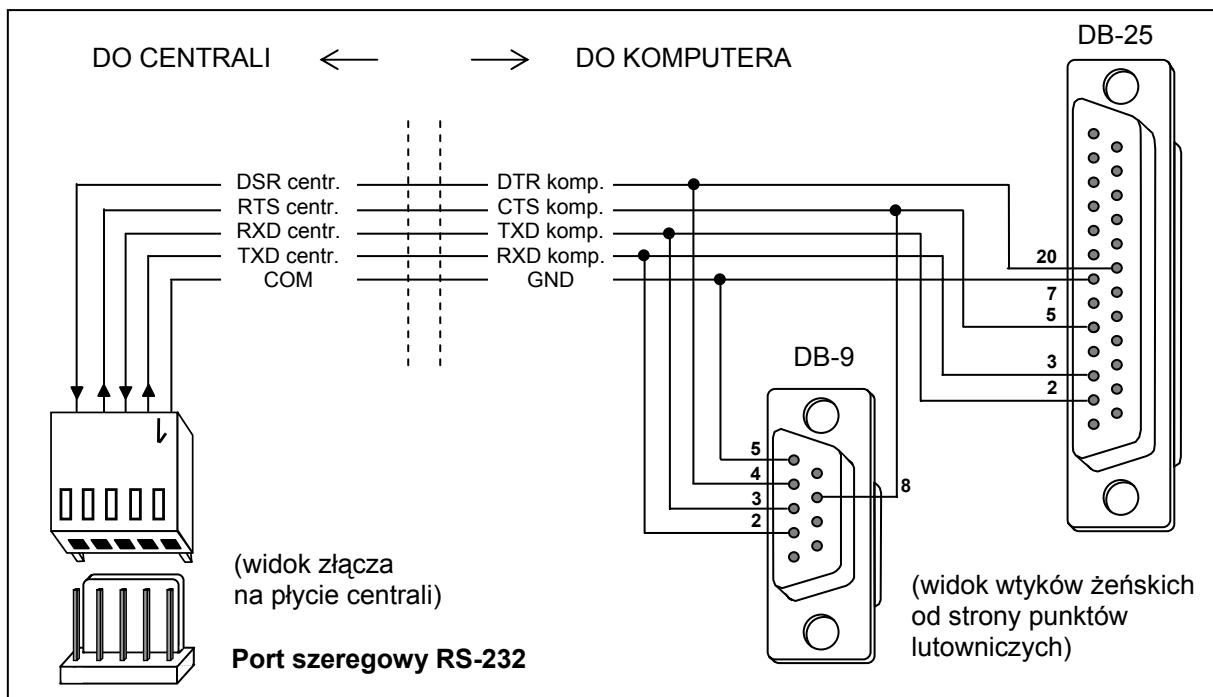 DO CENTRALI
DO KOMPUTERA
DB-25
DSR centr.
DTR komp.
RTS centr.
CTS komp.
RXD centr.
TXD komp.
TXD centr.
RXD komp.
COM
GND
20
7
5
3
2
DB-9
5
4
3
2
8
(widok złącza
na płycie centrali)
Port szeregowy RS-232
(widok wtyków żeńskich
od strony punktów
lutowniczych)